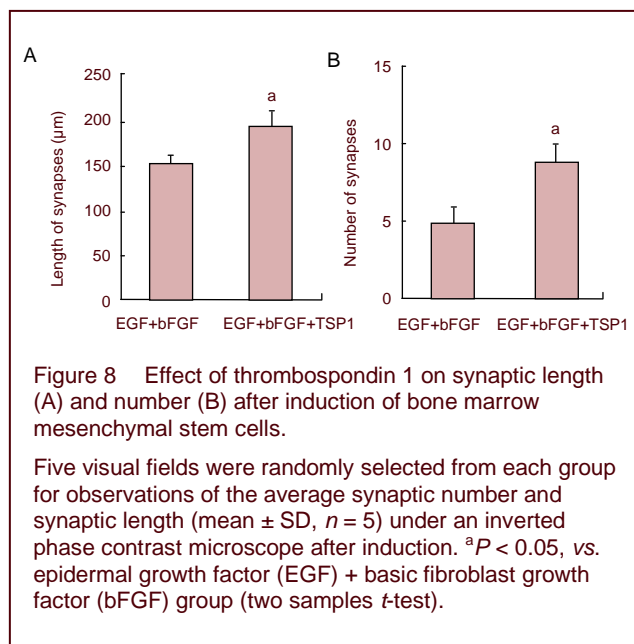 A
250
200
150
100
50
0
Length of synapses (µm)
a
EGF+bFGF
EGF+bFGF+TSP1
B
15
10
5
0
Number of synapses
a
EGF+bFGF
EGF+bFGF+TSP1
Figure 8 Effect of thrombospondin 1 on synaptic length
(A) and number (B) after induction of bone marrow
mesenchymal stem cells.
Five visual fields were randomly selected from each group
for observations of the average synaptic number and
synaptic length (mean ± SD, n = 5) under an inverted
phase contrast microscope after induction. aP < 0.05, vs.
epidermal growth factor (EGF) + basic fibroblast growth
factor (bFGF) group (two samples t-test).